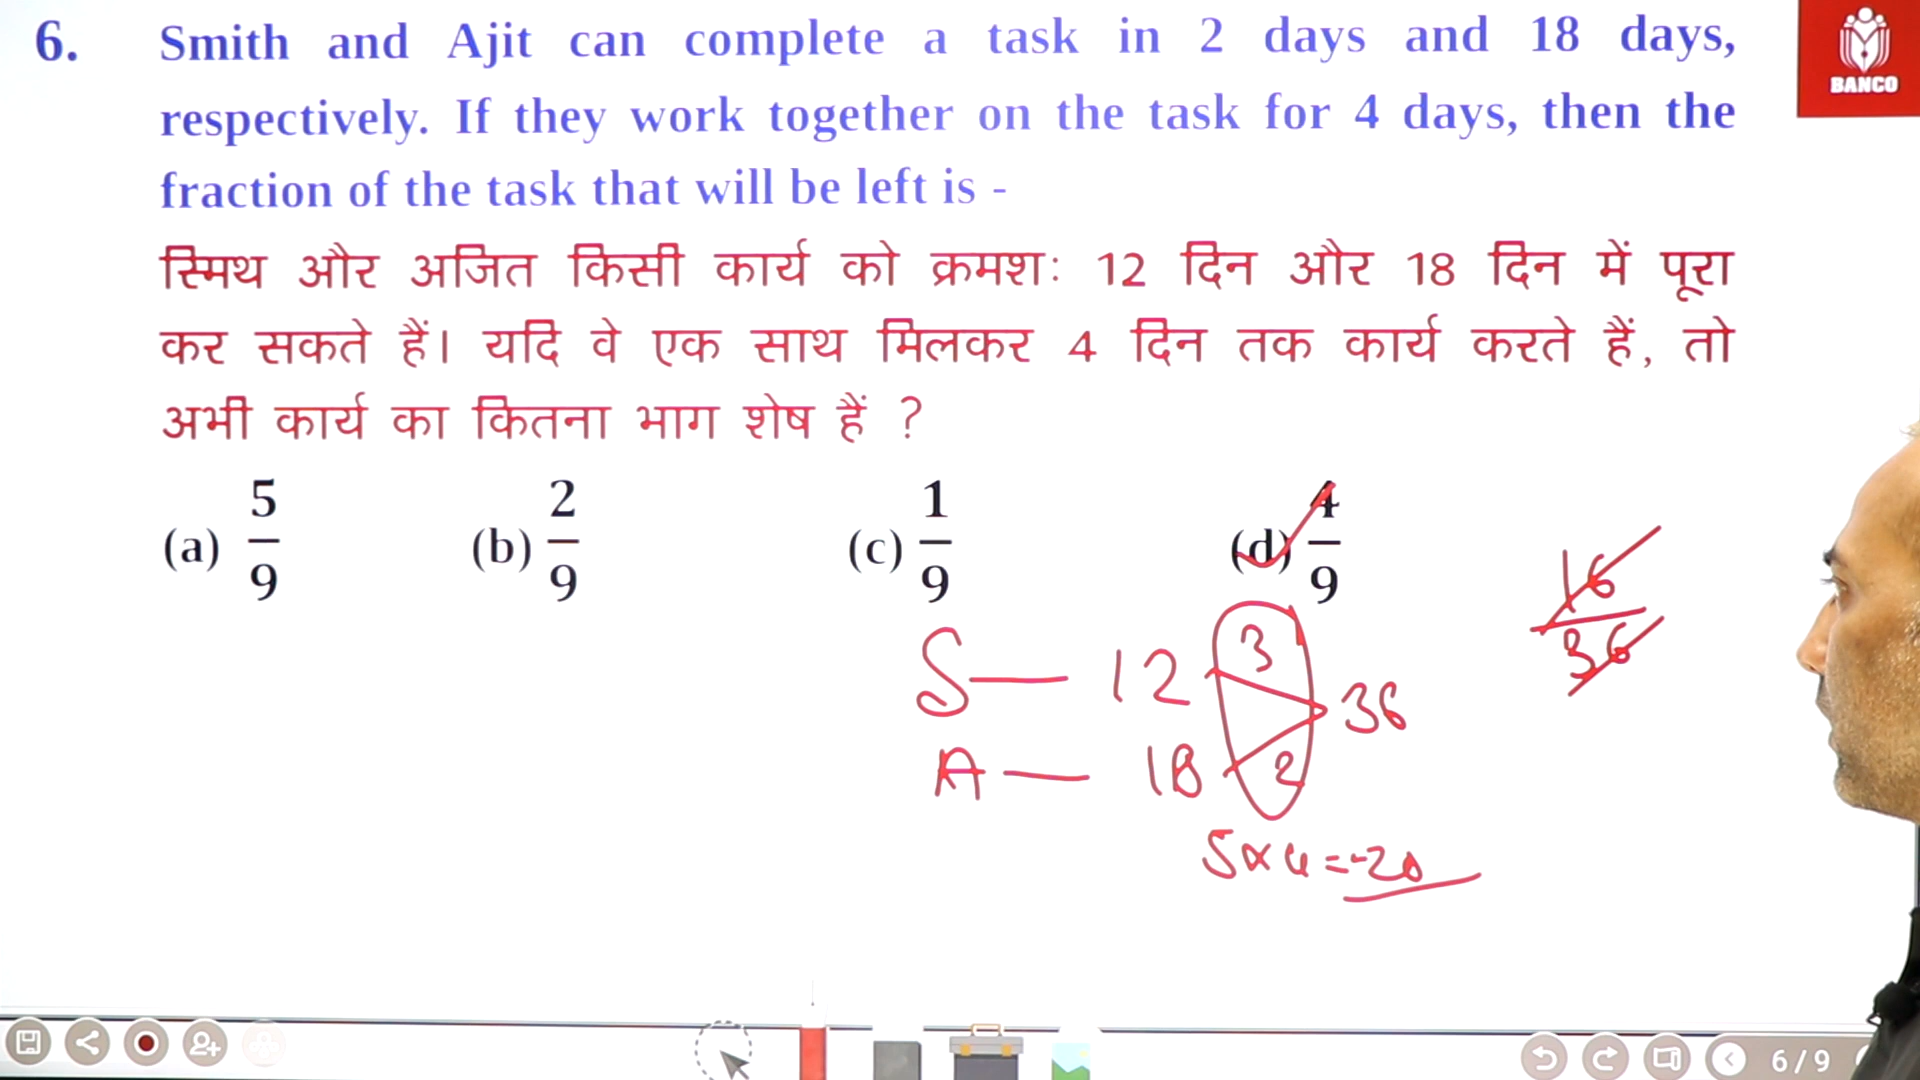 6. Smith and Ajit can complete a task in 2 days and 18 days,
respectively. If they work together on the task for 4 days, then the
fraction of the task that will be left is -
स्मिथ और अजित किसी कार्य को क्रमशः 12 दिन और 18 दिन में पूरा
कर सकते हैं। यदि वे एक साथ मिलकर 4 दिन तक कार्य करते हैं, तो
अभी कार्य का कितना भाग शेष हैं ?
(a) 5/9 (b) 2/9 (c) 1/9 (d) 4/9
16/36
S — 12 3
36
A — 18 2
5×4=20
BANCO
6/9